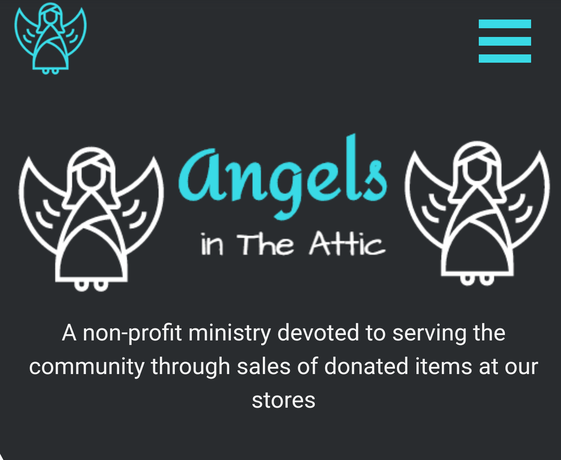 Angels
in The Attic
A non-profit ministry devoted to serving the
community through sales of donated items at our
stores